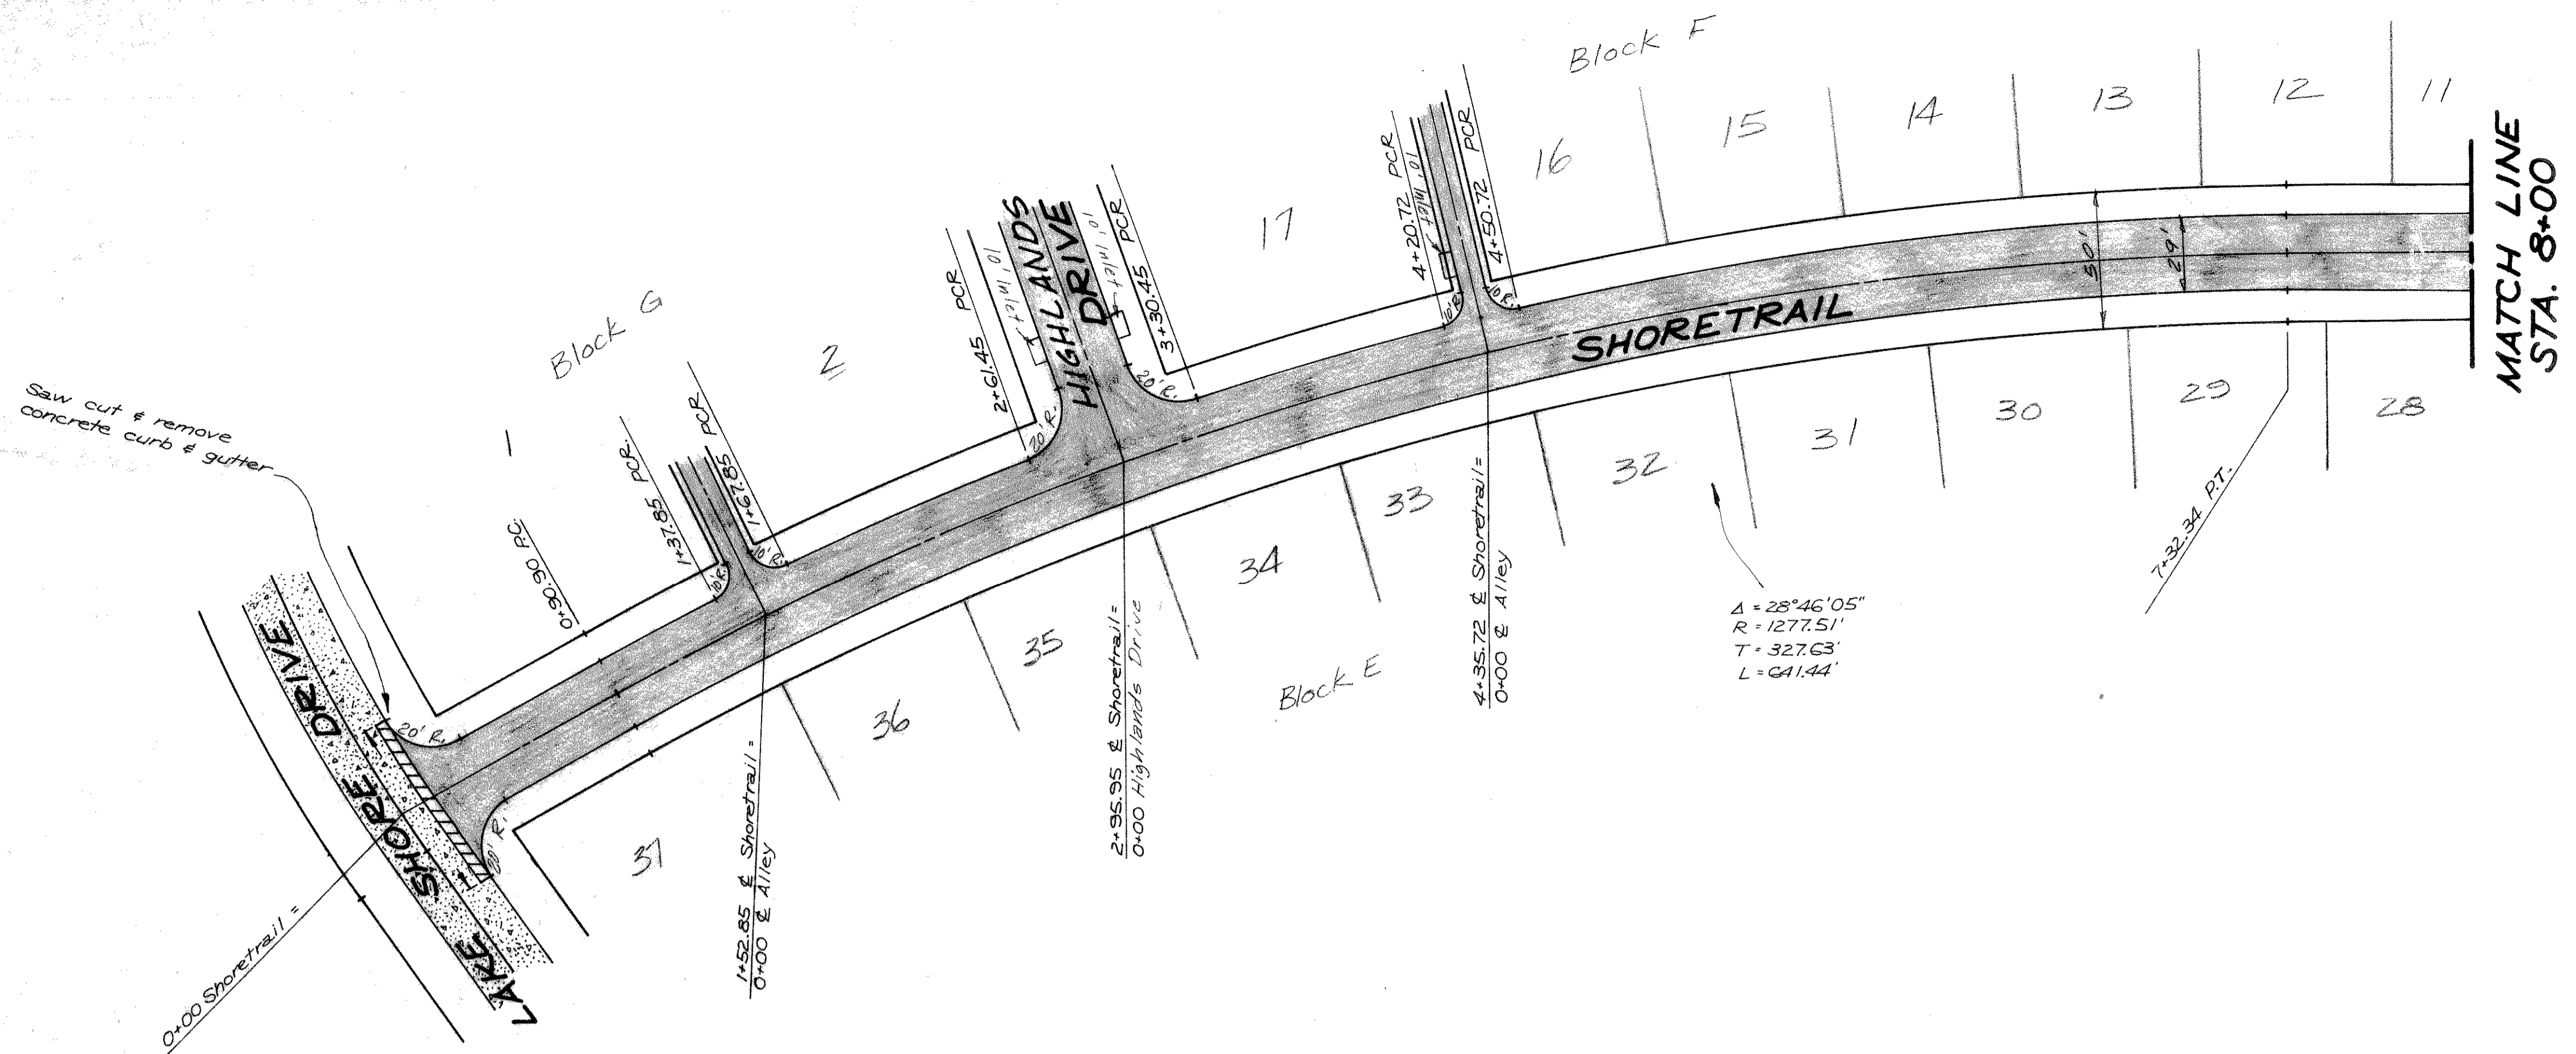 Block F
11
12
13
14
15
16
17
MATCH LINE
STA. 8+00
4+20.72 PCR
10' Inlet
4+50.72 PCR
10' R.
10' R.
50'
29'
SHORETRAIL
HIGHLANDS
DRIVE
10' Inlet
10' Inlet
2+61.45 PCR
3+30.45 PCR
20' R.
20' R.
Block G
2
1
Saw cut & remove
concrete curb & gutter
0+90.90 P.C.
1+37.85 PCR.
1+67.85 PCR
10' R.
10' R.
28
29
30
31
32
33
34
35
36
37
Block E
7+32.34 P.T.
Δ = 28°46'05"
R = 1277.51'
T = 327.63'
L = 641.44'
4+35.72 ℄ Shoretrail =
0+00 ℄ Alley
2+95.95 ℄ Shoretrail =
0+00 Highlands Drive
1+52.85 ℄ Shoretrail =
0+00 ℄ Alley
20' R.
20' R.
LAKE SHORE DRIVE
0+00 Shoretrail =